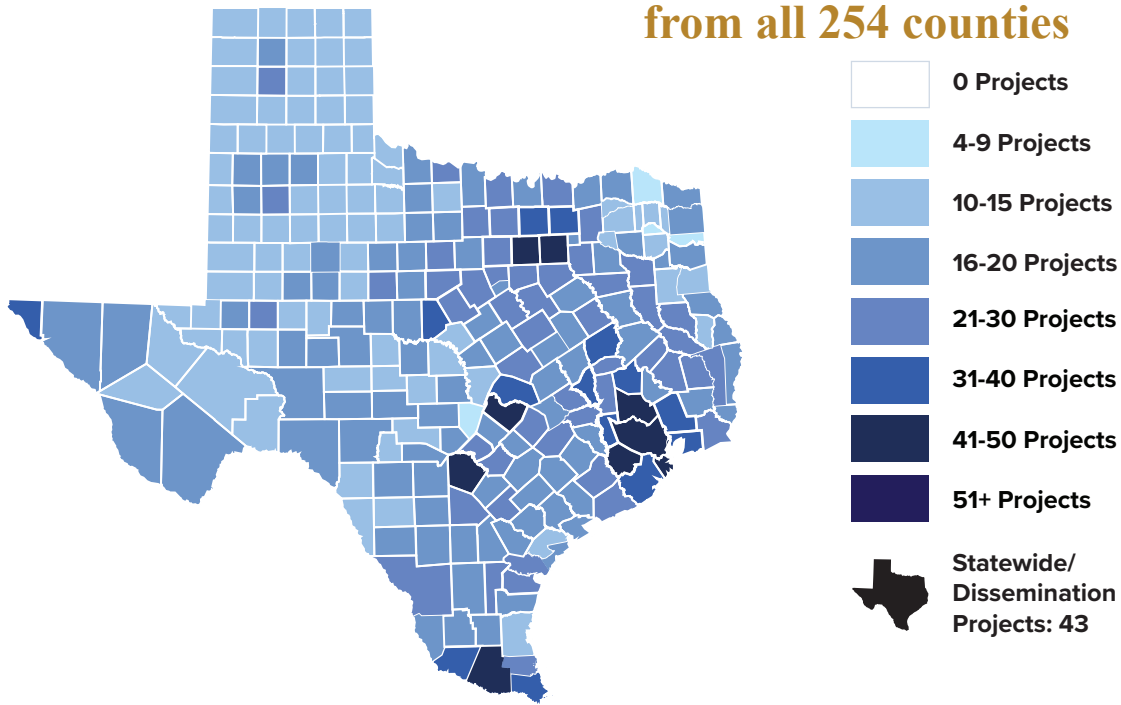 from all 254 counties
0 Projects
4-9 Projects
10-15 Projects
16-20 Projects
21-30 Projects
31-40 Projects
41-50 Projects
51+ Projects
Statewide/
Dissemination
Projects: 43